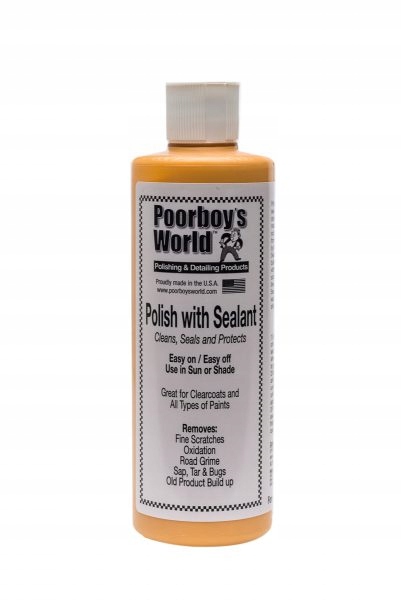 Poorboy's
World™
Polishing & Detailing Products
Proudly made in the U.S.A.
www.poorboysworld.com
Polish with Sealant
Cleans, Seals and Protects
Easy on / Easy off
Use in Sun or Shade
Great for Clearcoats and
All Types of Paints
Removes:
Fine Scratches
Oxidation
Road Grime
Sap, Tar & Bugs
Old Product Build up